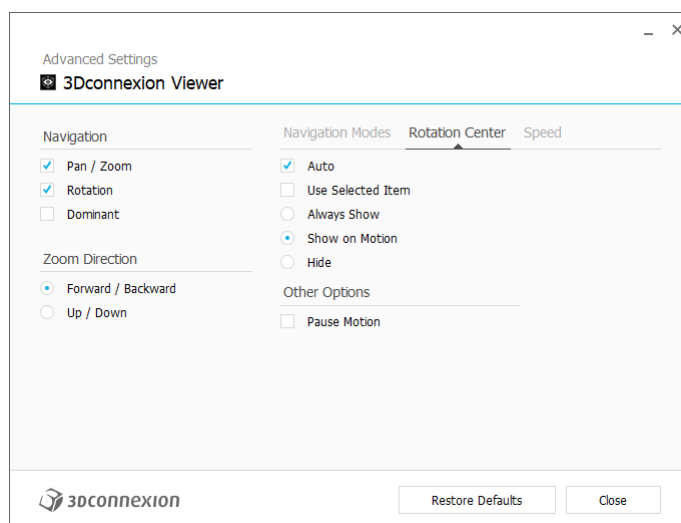 Advanced Settings
3Dconnexion Viewer
Navigation
Pan / Zoom
Rotation
Dominant
Zoom Direction
Forward / Backward
Up / Down
Navigation Modes Rotation Center Speed
Auto
Use Selected Item
Always Show
Show on Motion
Hide
Other Options
Pause Motion
3Dconnexion
Restore Defaults Close